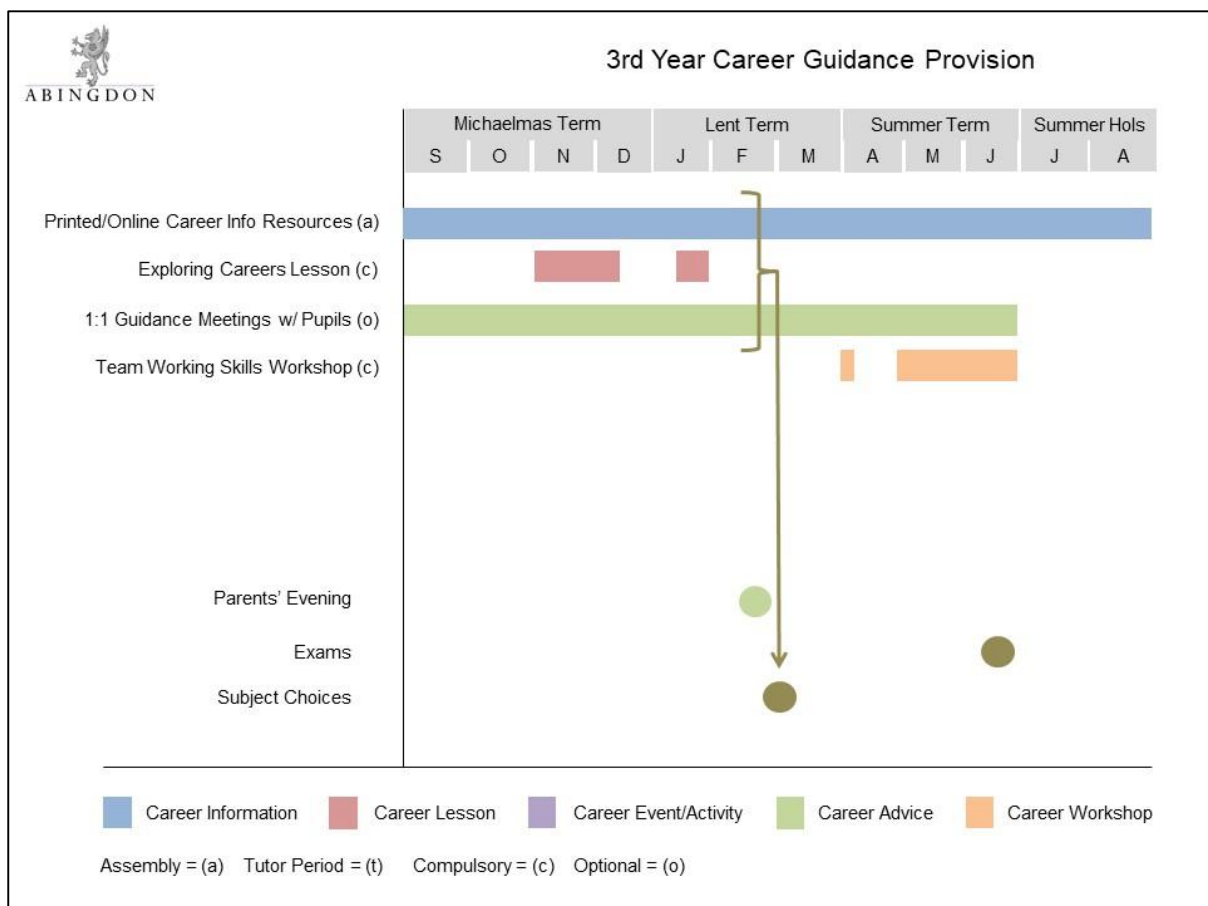 ABINGDON
3rd Year Career Guidance Provision
Michaelmas Term Lent Term Summer Term Summer Hols
S O N D J F M A M J J A
Printed/Online Career Info Resources (a)
Exploring Careers Lesson (c)
1:1 Guidance Meetings w/ Pupils (o)
Team Working Skills Workshop (c)
Parents’ Evening
Exams
Subject Choices
Career Information Career Lesson Career Event/Activity Career Advice Career Workshop
Assembly = (a) Tutor Period = (t) Compulsory = (c) Optional = (o)